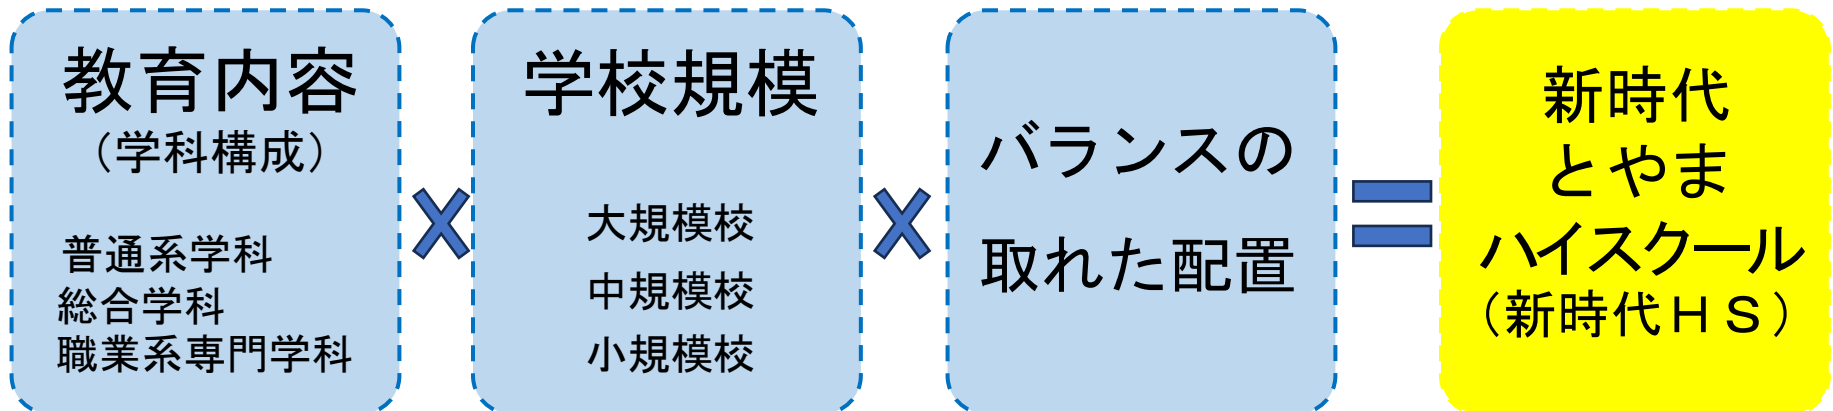 教育内容
（学科構成）
普通系学科
総合学科
職業系専門学科
学校規模
大規模校
中規模校
小規模校
バランスの
取れた配置
新時代
とやま
ハイスクール
（新時代ＨＳ）